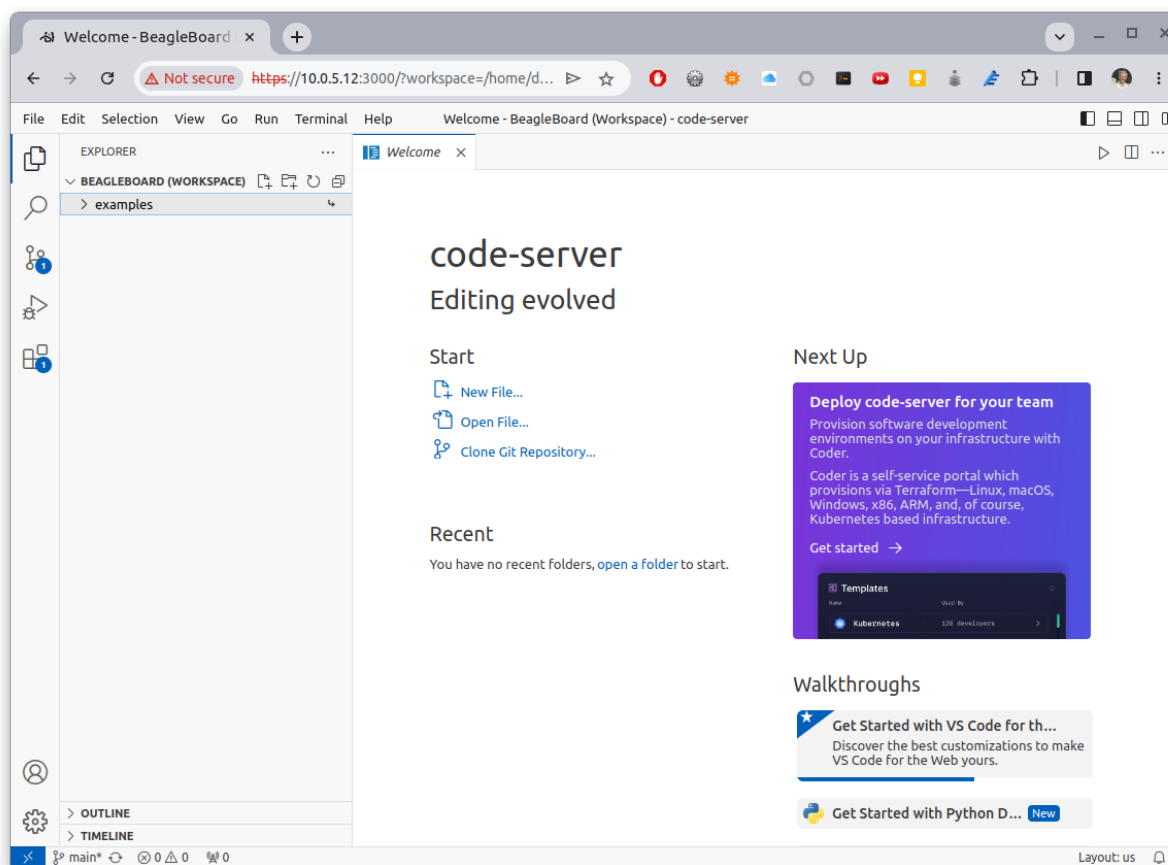 Welcome - BeagleBoard
Not secure https://10.0.5.12:3000/?workspace=/home/d...
File Edit Selection View Go Run Terminal Help Welcome - BeagleBoard (Workspace) - code-server
EXPLORER
Welcome
BEAGLEBOARD (WORKSPACE)
examples
code-server
Editing evolved
Start
New File...
Open File...
Clone Git Repository...
Recent
You have no recent folders, open a folder to start.
Next Up
Deploy code-server for your team
Provision software development
environments on your infrastructure with
Coder.
Coder is a self-service portal which
provisions via Terraform—Linux, macOS,
Windows, x86, ARM, and, of course,
Kubernetes based infrastructure.
Get started
Templates
Name Used By
Kubernetes 120 developers
Walkthroughs
Get Started with VS Code for th...
Discover the best customizations to make
VS Code for the Web yours.
Get Started with Python D... New
1
1
OUTLINE
TIMELINE
main* 0 0 0 Layout: us